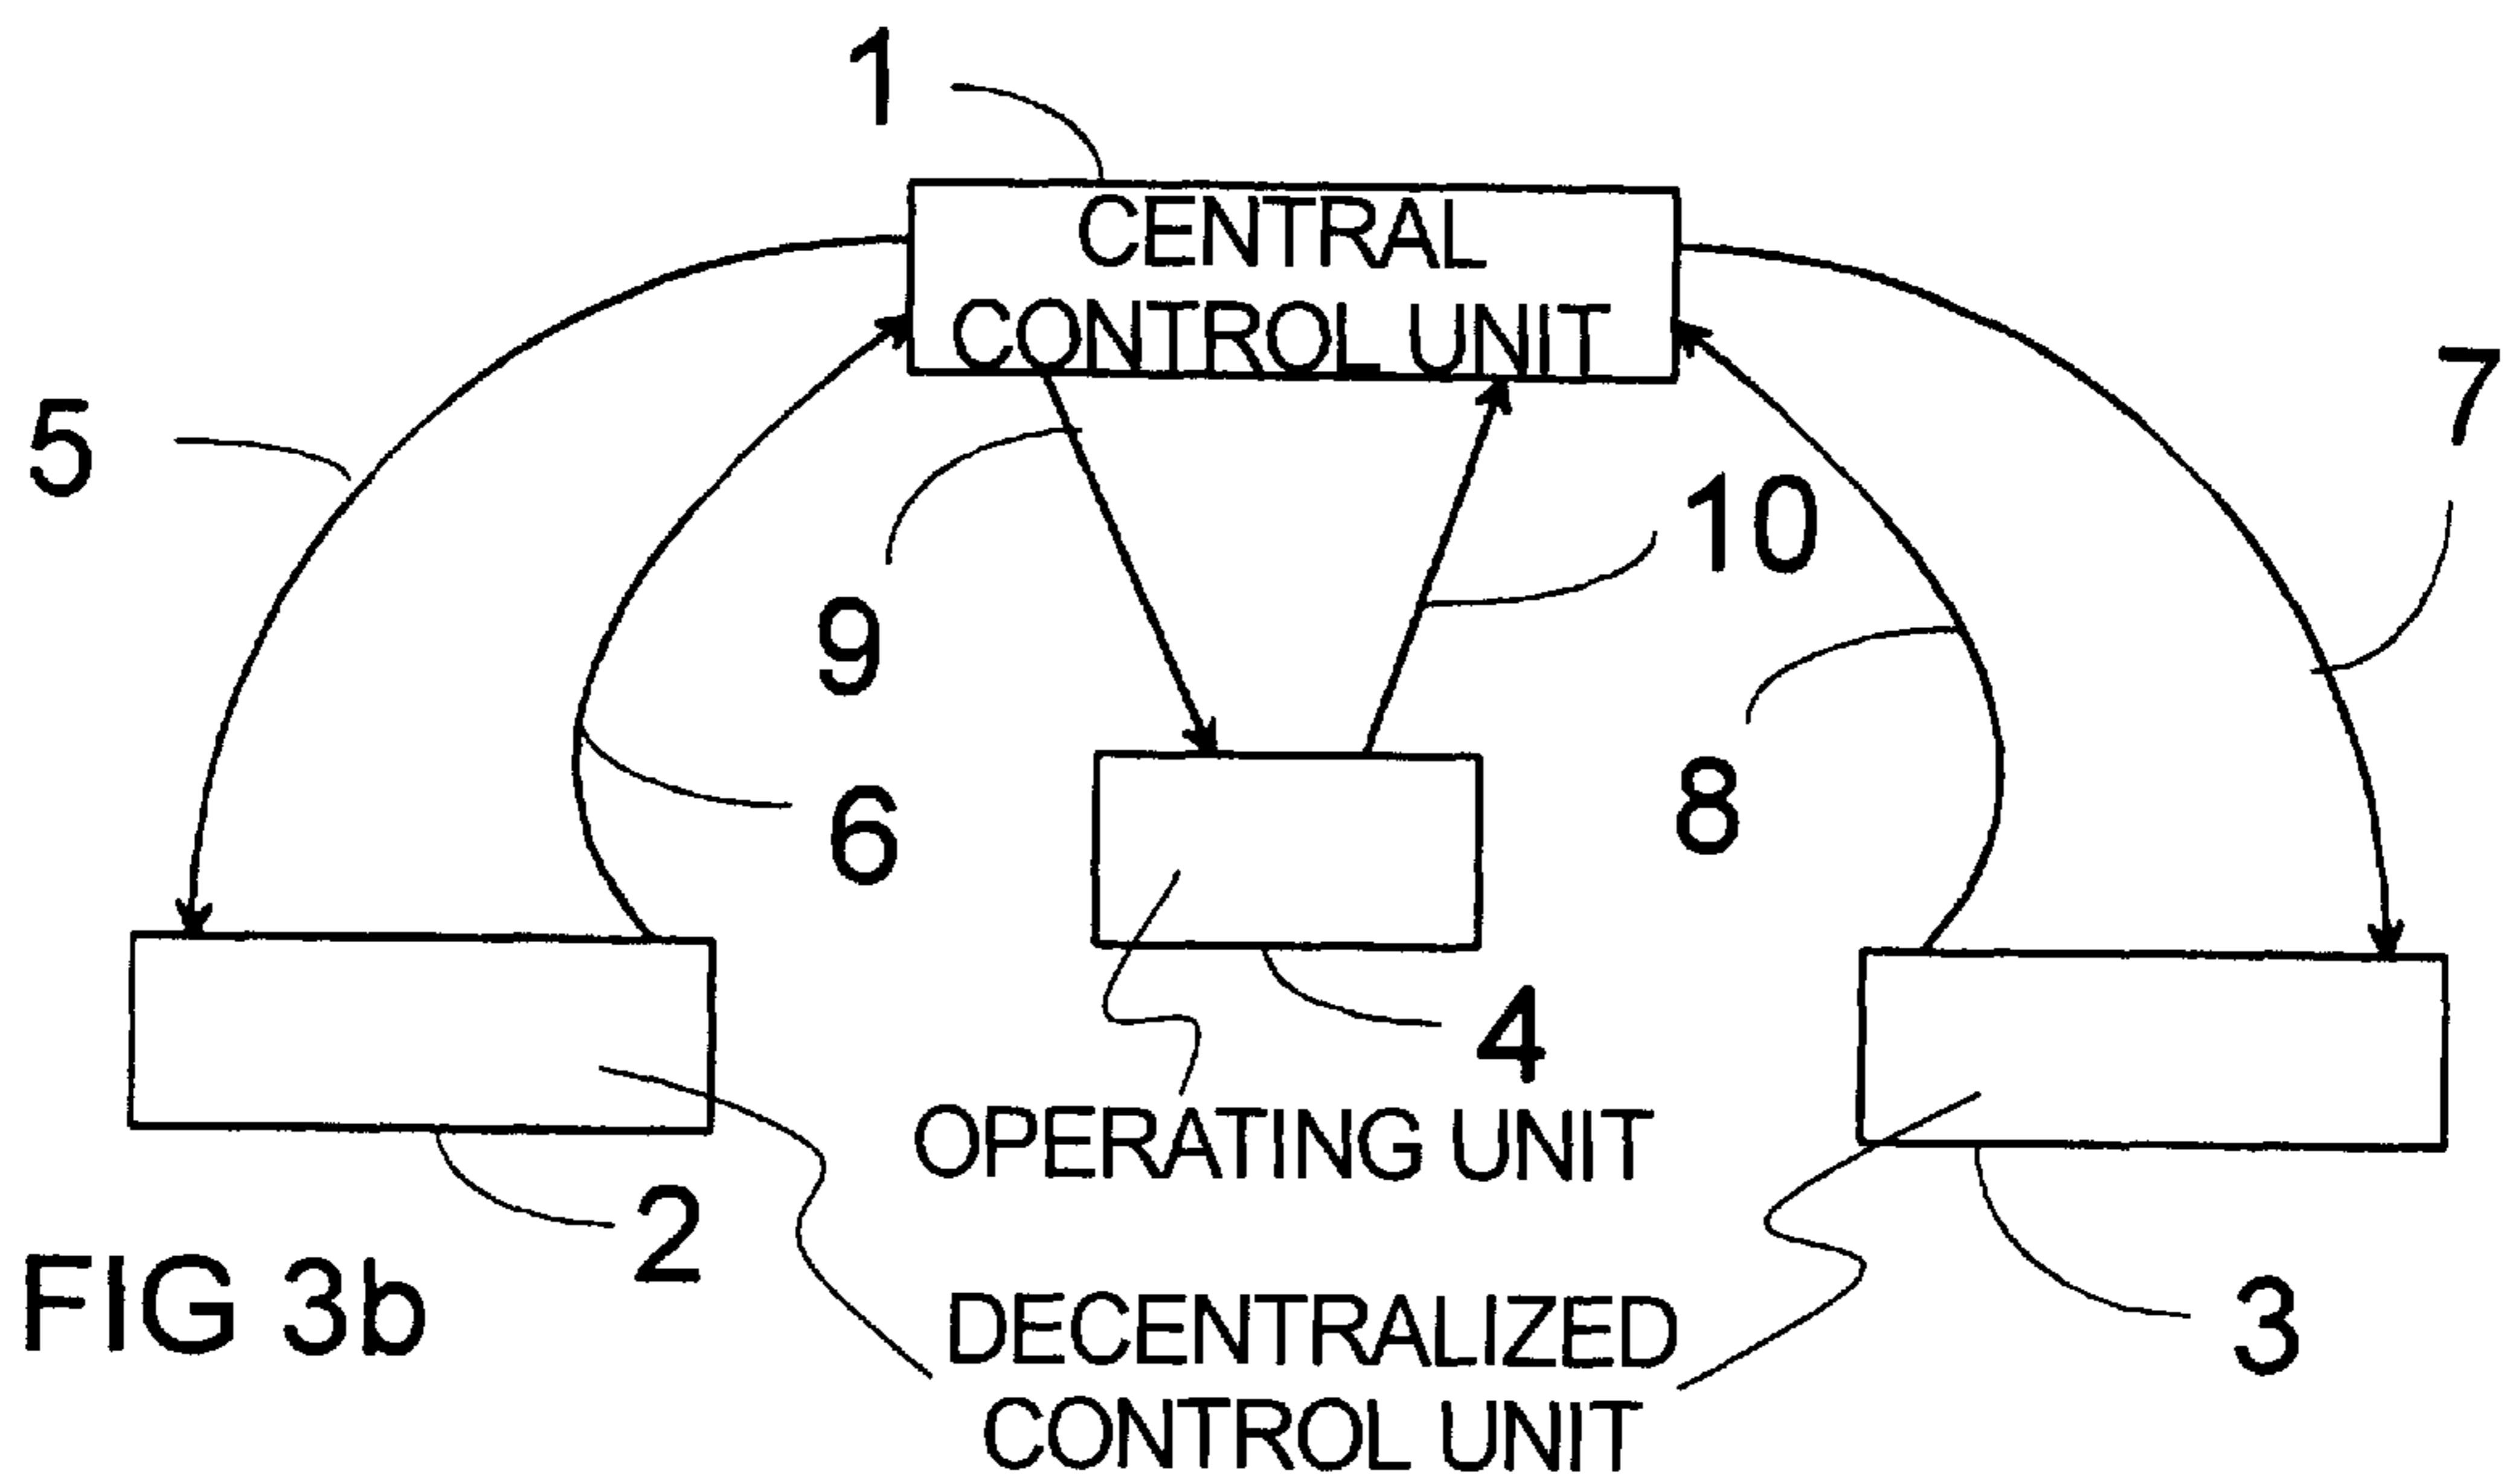 1
CENTRAL
CONTROL UNIT
5
7
10
9
6
8
4
OPERATING UNIT
2
3
FIG 3b
DECENTRALIZED
CONTROL UNIT